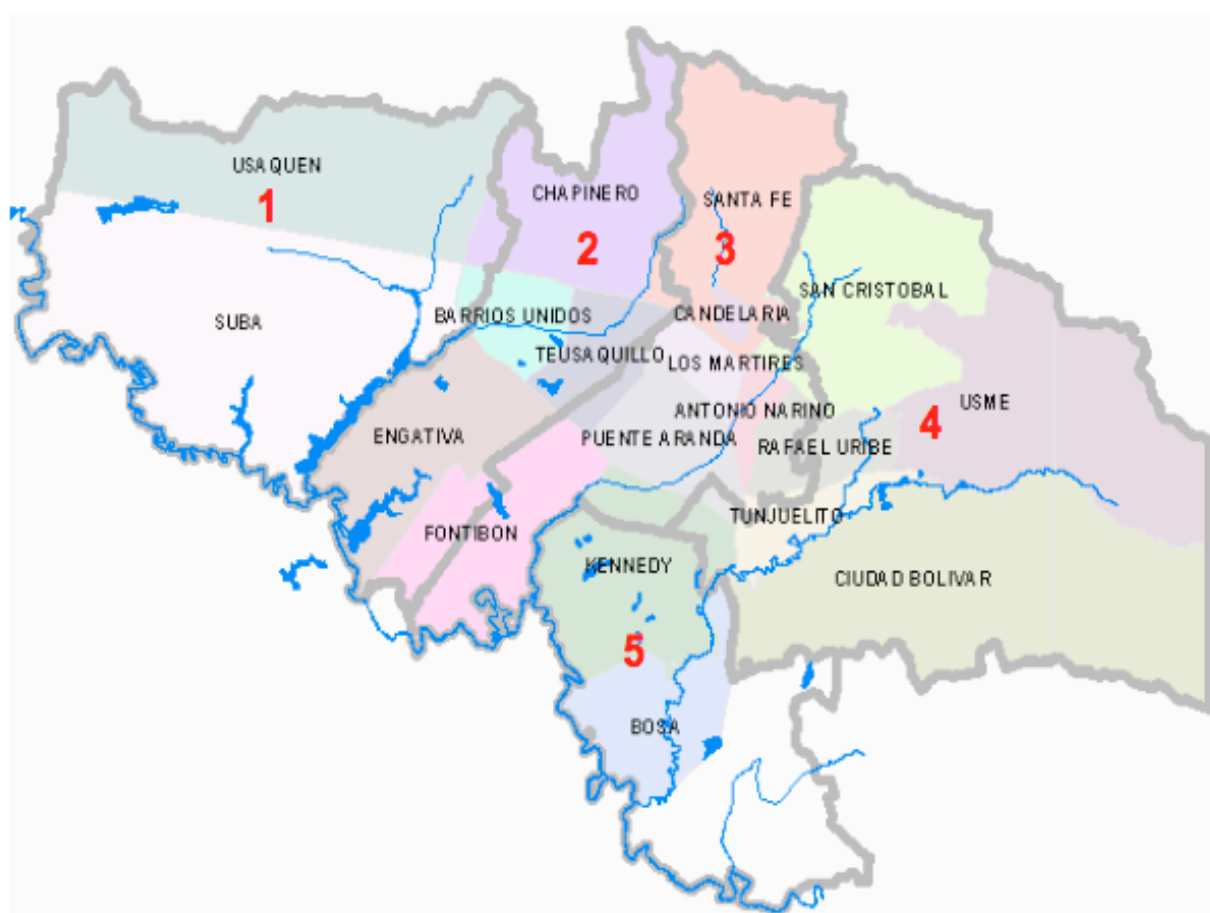 USAQUEN
1
CHAPINERO
2
SANTA FE
3
SAN CRISTOBAL
SUBA
BARRIOS UNIDOS
CANDELARIA
TEUSAQUILLO
LOS MARTIRES
USME
4
ANTONIO NARINO
ENGATIVA
PUENTE ARANDA
RAFAEL URIBE
TUNJUELITO
FONTIBON
KENNEDY
CIUDAD BOLIVAR
5
BOSA